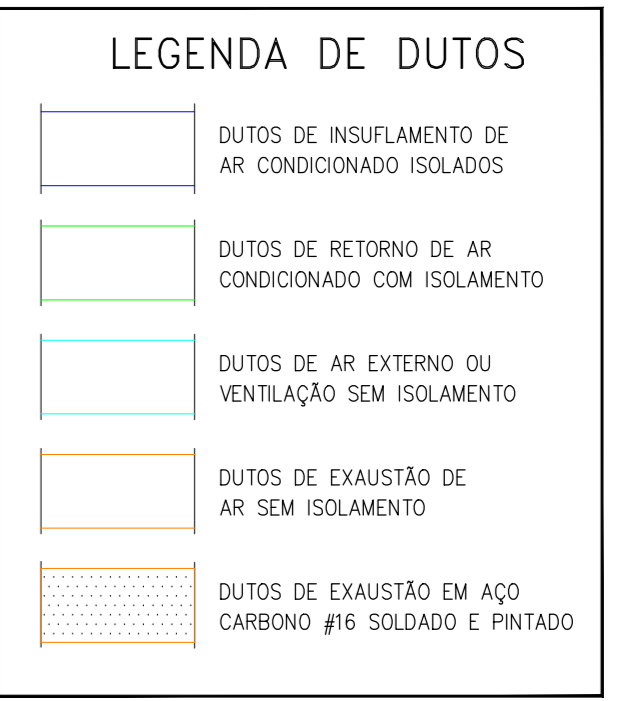 LEGENDA DE DUTOS
DUTOS DE INSUFLAMENTO DE
AR CONDICIONADO ISOLADOS
DUTOS DE RETORNO DE AR
CONDICIONADO COM ISOLAMENTO
DUTOS DE AR EXTERNO OU
VENTILAÇÃO SEM ISOLAMENTO
DUTOS DE EXAUSTÃO DE
AR SEM ISOLAMENTO
DUTOS DE EXAUSTÃO EM AÇO
CARBONO #16 SOLDADO E PINTADO